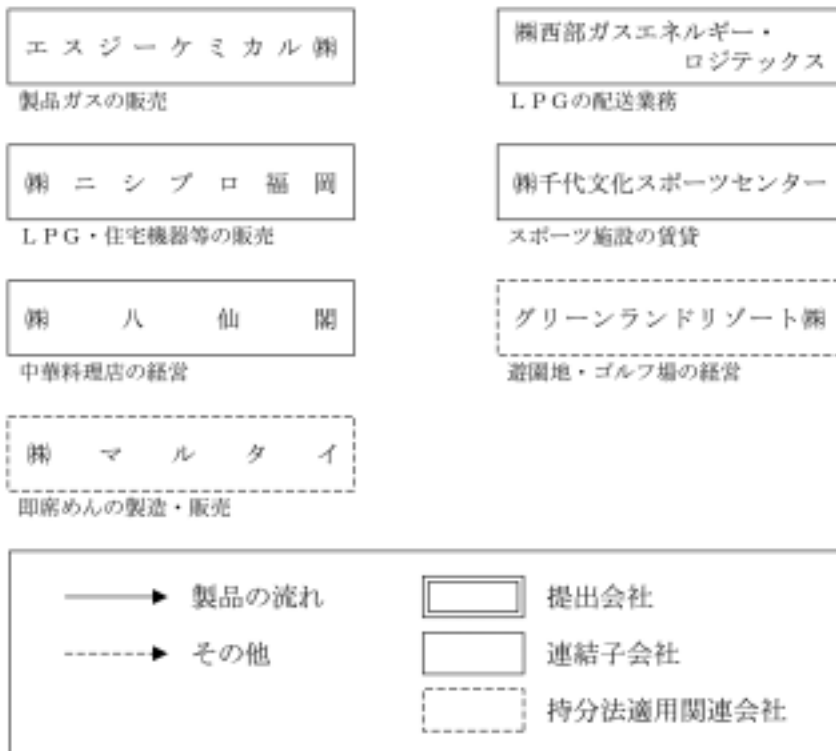 エスジーケミカル㈱
製品ガスの販売
㈱西部ガスエネルギー・
ロジテックス
LPGの配送業務
㈱ニシプロ福岡
LPG・住宅機器等の販売
㈱千代文化スポーツセンター
スポーツ施設の賃貸
㈱八仙閣
中華料理店の経営
グリーンランドリゾート㈱
遊園地・ゴルフ場の経営
㈱マルタイ
即席めんの製造・販売
製品の流れ
提出会社
その他
連結子会社
持分法適用関連会社